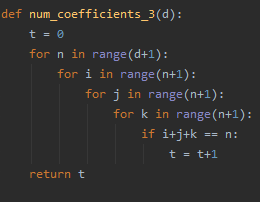 def num_coefficients_3(d):
    t = 0
    for n in range(d+1):
        for i in range(n+1):
            for j in range(n+1):
                for k in range(n+1):
                    if i+j+k == n:
                        t = t+1
    return t